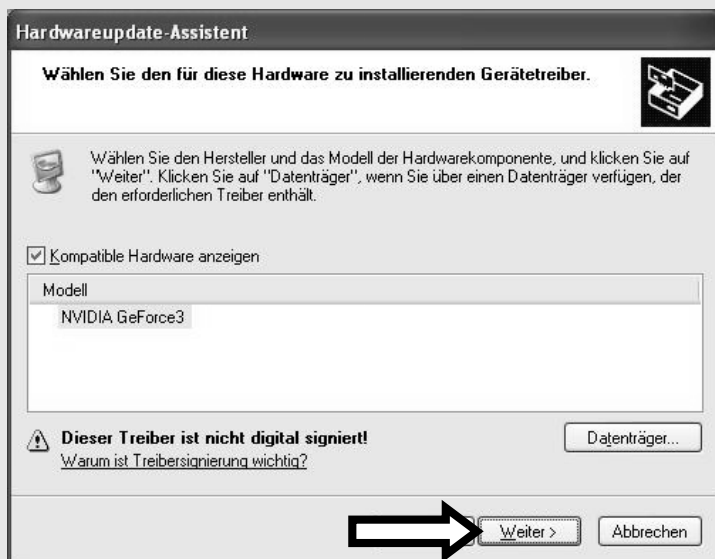 Hardwareupdate-Assistent
Wählen Sie den für diese Hardware zu installierenden Gerätetreiber.
Wählen Sie den Hersteller und das Modell der Hardwarekomponente, und klicken Sie auf
"Weiter". Klicken Sie auf "Datenträger", wenn Sie über einen Datenträger verfügen, der
den erforderlichen Treiber enthält.
Kompatible Hardware anzeigen
Modell
NVIDIA GeForce3
Dieser Treiber ist nicht digital signiert!
Datenträger...
Warum ist Treibersignierung wichtig?
Weiter > Abbrechen